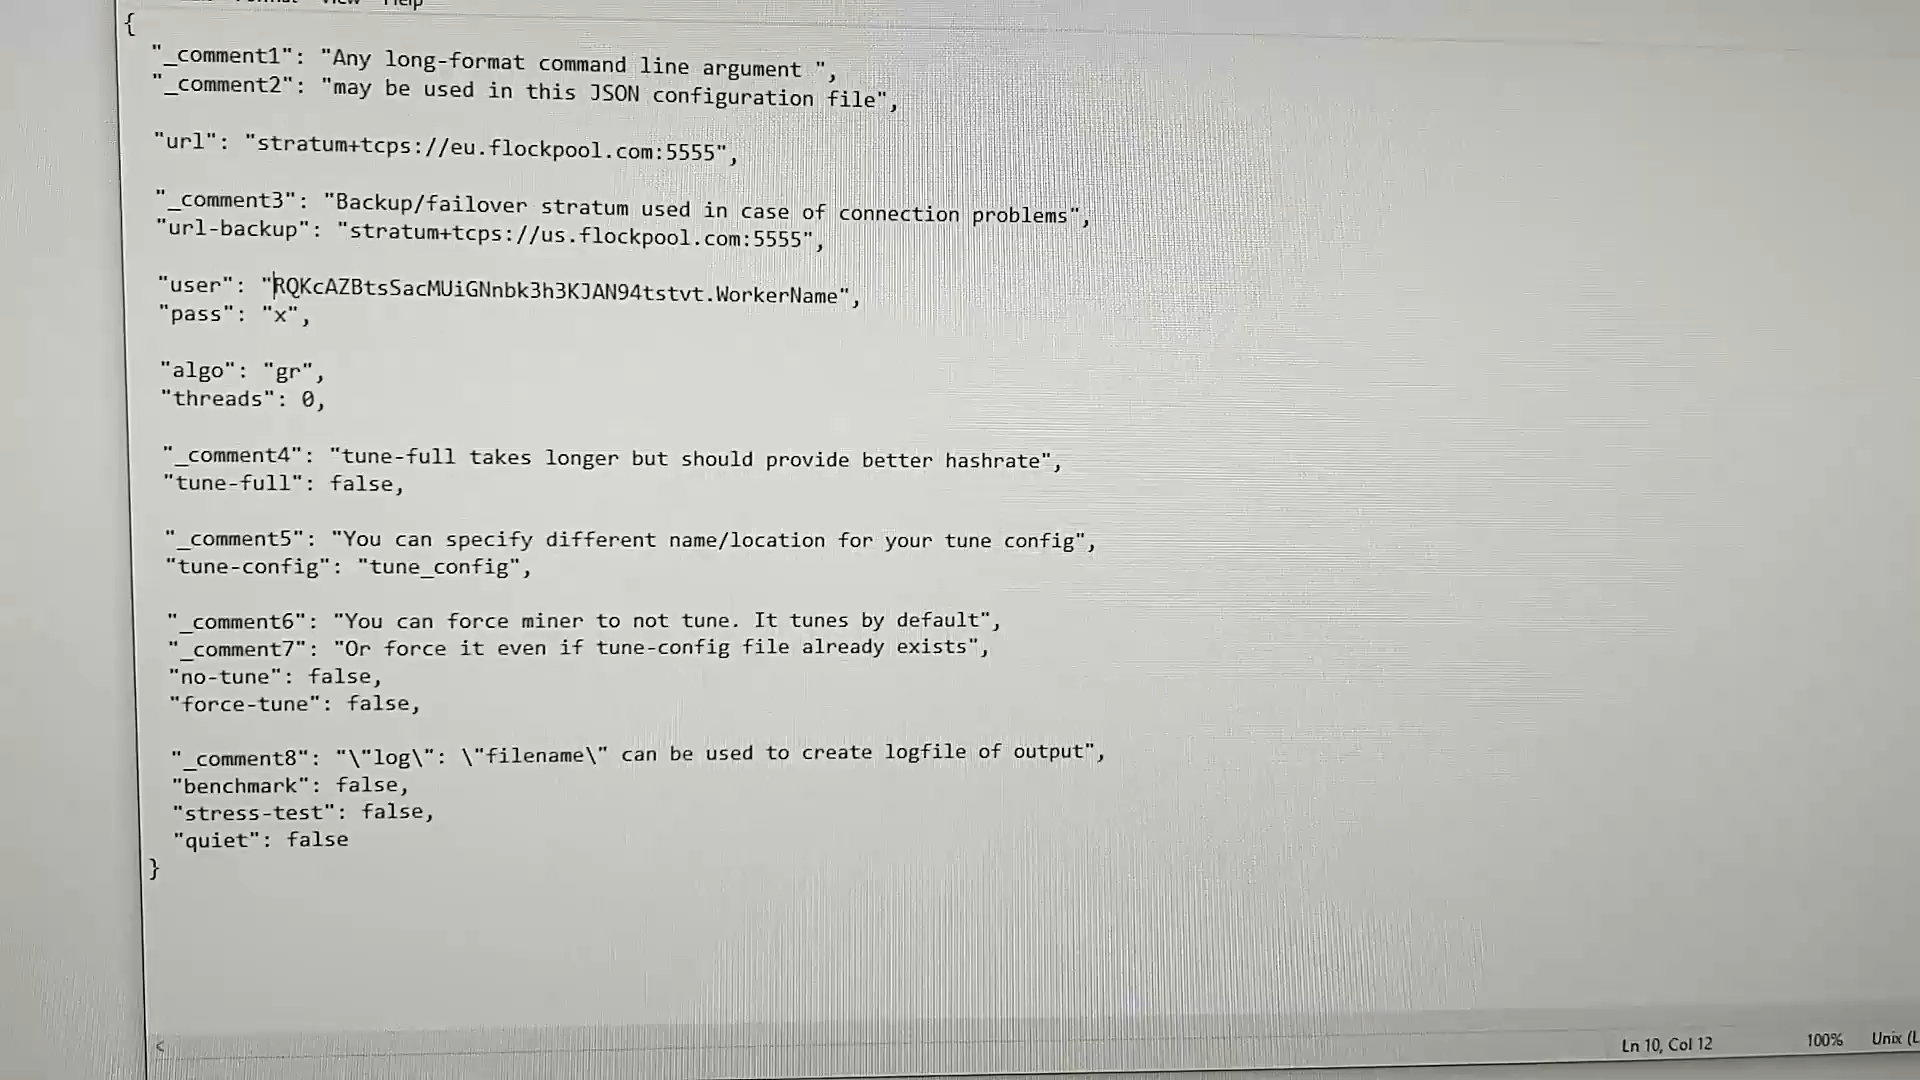 View Help
{
"_comment1": "Any long-format command line argument ",
"_comment2": "may be used in this JSON configuration file",
"url": "stratum+tcps://eu.flockpool.com:5555",
"_comment3": "Backup/failover stratum used in case of connection problems",
"url-backup": "stratum+tcps://us.flockpool.com:5555",
"user": "RQKcAZBtsSacMUiGNnbk3h3KJAN94tstvt.WorkerName",
"pass": "x",
"algo": "gr",
"threads": 0,
"_comment4": "tune-full takes longer but should provide better hashrate",
"tune-full": false,
"_comment5": "You can specify different name/location for your tune config",
"tune-config": "tune_config",
"_comment6": "You can force miner to not tune. It tunes by default",
"_comment7": "Or force it even if tune-config file already exists",
"no-tune": false,
"force-tune": false,
"_comment8": "\"log\": \"filename\" can be used to create logfile of output",
"benchmark": false,
"stress-test": false,
"quiet": false
}
Ln 10, Col 12 100% Unix (L